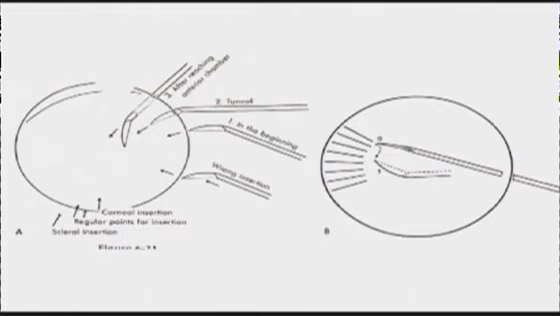 3. After reaching
anterior chamber
2. Tunnel
1. In the beginning
Wrong insertion
Corneal insertion
Regular points for insertion
Scleral insertion
A
B
Figure